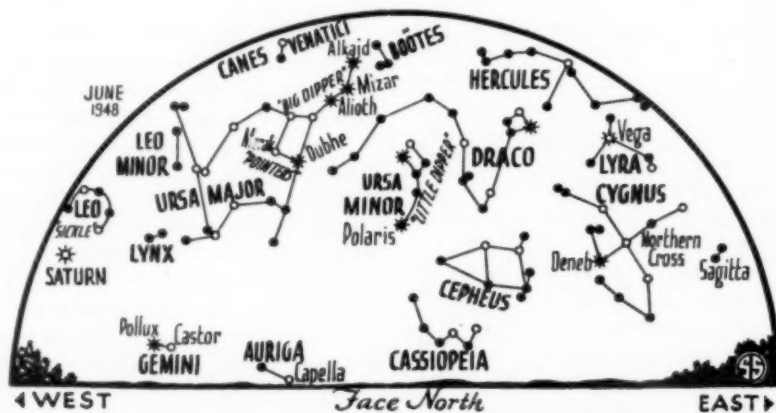 CANES VENATICI
Alkaid
BOÖTES
HERCULES
JUNE
1948
"BIG DIPPER"
Mizar
Alioth
LEO
MINOR
Dubhe
"POINTERS"
DRACO
Vega
LYRA
URSA MAJOR
URSA
MINOR
"LITTLE DIPPER"
CYGNUS
LEO
"SICKLE"
Polaris
LYNX
SATURN
Northern
Cross
Deneb
Sagitta
CEPHEUS
Pollux
Castor
GEMINI
AURIGA
Capella
CASSIOPEIA
WEST
Face North
EAST